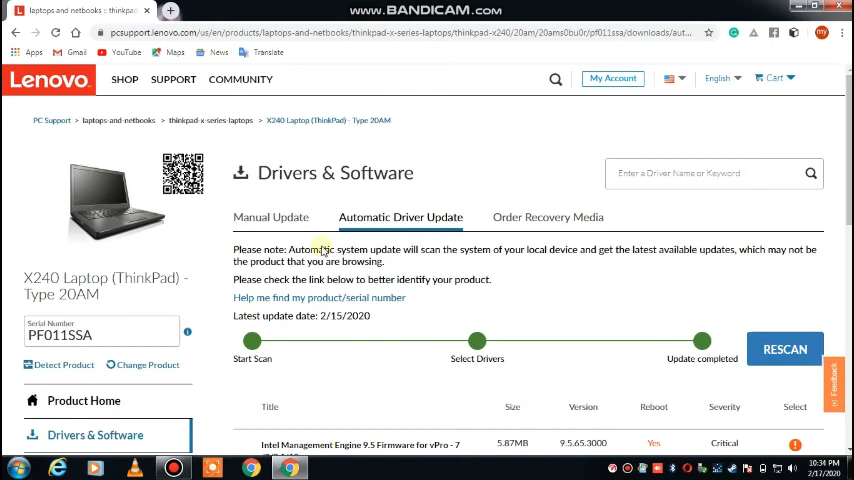 laptops and netbooks :: thinkpad
www.BANDICAM.com
pcsupport.lenovo.com/us/en/products/laptops-and-netbooks/thinkpad-x-series-laptops/thinkpad-x240/20am/20ams0bu0r/pf011ssa/downloads/aut...
Apps Gmail YouTube Maps News Translate
Lenovo SHOP SUPPORT COMMUNITY My Account English Cart
PC Support > laptops-and-netbooks > thinkpad-x-series-laptops > X240 Laptop (ThinkPad) - Type 20AM
Drivers & Software
Enter a Driver Name or Keyword
Manual Update Automatic Driver Update Order Recovery Media
Please note: Automatic system update will scan the system of your local device and get the latest available updates, which may not be
the product that you are browsing.
Please check the link below to better identify your product.
Help me find my product/serial number
Latest update date: 2/15/2020
X240 Laptop (ThinkPad) -
Type 20AM
Serial Number
PF011SSA
Detect Product Change Product
Start Scan Select Drivers Update completed
RESCAN
Feedback
Product Home
Drivers & Software
Title Size Version Reboot Severity Select
Intel Management Engine 9.5 Firmware for vPro - 7
5.87MB 9.5.65.3000 Yes Critical
10:34 PM
2/17/2020